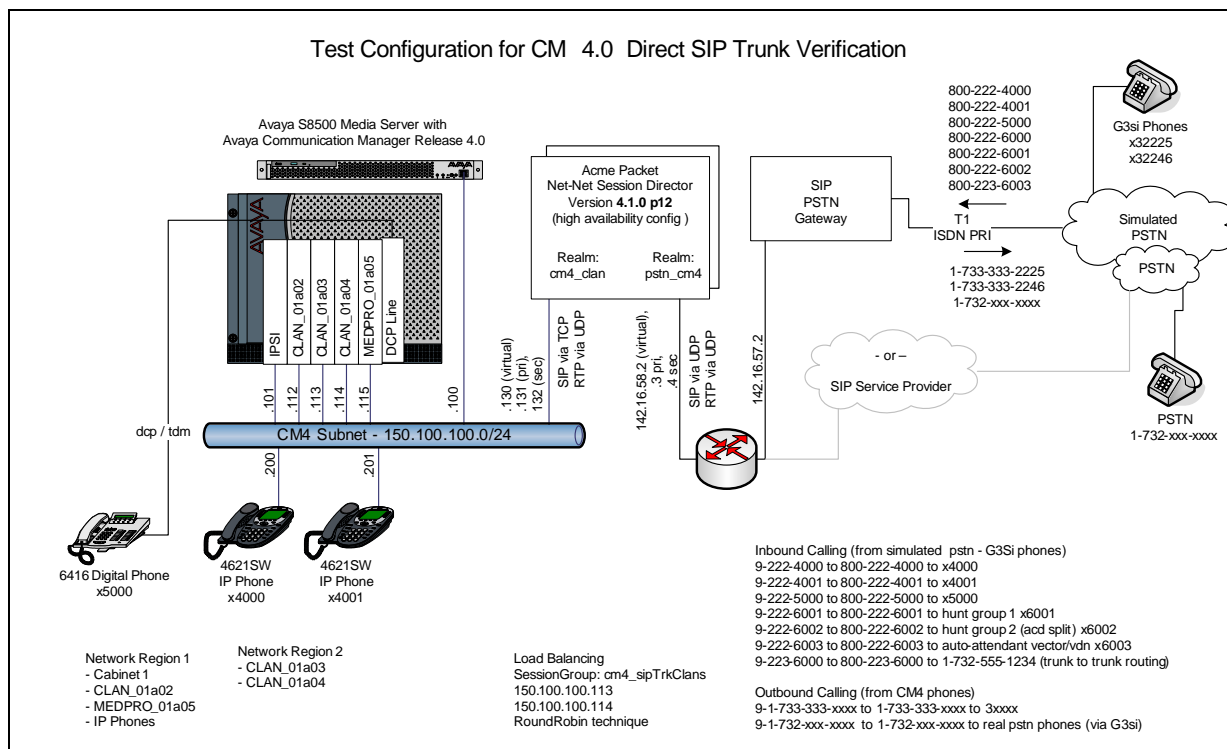 Test Configuration for CM 4.0 Direct SIP Trunk Verification
Avaya S8500 Media Server with
Avaya Communication Manager Release 4.0
AVAYA
AVAYA
IPSI
CLAN_01a02
CLAN_01a03
CLAN_01a04
MEDPRO_01a05
DCP Line
.101
.112
.113
.114
.115
.100
dcp / tdm
CM4 Subnet - 150.100.100.0/24
.200
.201
6416 Digital Phone
x5000
4621SW
IP Phone
x4000
4621SW
IP Phone
x4001
Acme Packet
Net-Net Session Director
Version 4.1.0 p12
(high availability config )
Realm:
cm4_clan
Realm:
pstn_cm4
.130 (virtual)
.131 (pri),
132 (sec)
SIP via TCP
RTP via UDP
142.16.58.2 (virtual),
.3 pri,
.4 sec
SIP via UDP
RTP via UDP
SIP
PSTN
Gateway
142.16.57.2
800-222-4000
800-222-4001
800-222-5000
800-222-6000
800-222-6001
800-222-6002
800-223-6003
T1
ISDN PRI
1-733-333-2225
1-733-333-2246
1-732-xxx-xxxx
G3si Phones
x32225
x32246
Simulated
PSTN
PSTN
- or –
SIP Service Provider
PSTN
1-732-xxx-xxxx
Network Region 1
- Cabinet 1
- CLAN_01a02
- MEDPRO_01a05
- IP Phones
Network Region 2
- CLAN_01a03
- CLAN_01a04
Load Balancing
SessionGroup: cm4_sipTrkClans
150.100.100.113
150.100.100.114
RoundRobin technique
Inbound Calling (from simulated pstn - G3Si phones)
9-222-4000 to 800-222-4000 to x4000
9-222-4001 to 800-222-4001 to x4001
9-222-5000 to 800-222-5000 to x5000
9-222-6001 to 800-222-6001 to hunt group 1 x6001
9-222-6002 to 800-222-6002 to hunt group 2 (acd split) x6002
9-222-6003 to 800-222-6003 to auto-attendant vector/vdn x6003
9-223-6000 to 800-223-6000 to 1-732-555-1234 (trunk to trunk routing)
Outbound Calling (from CM4 phones)
9-1-733-333-xxxx to 1-733-333-xxxx to 3xxxx
9-1-732-xxx-xxxx to 1-732-xxx-xxxx to real pstn phones (via G3si)